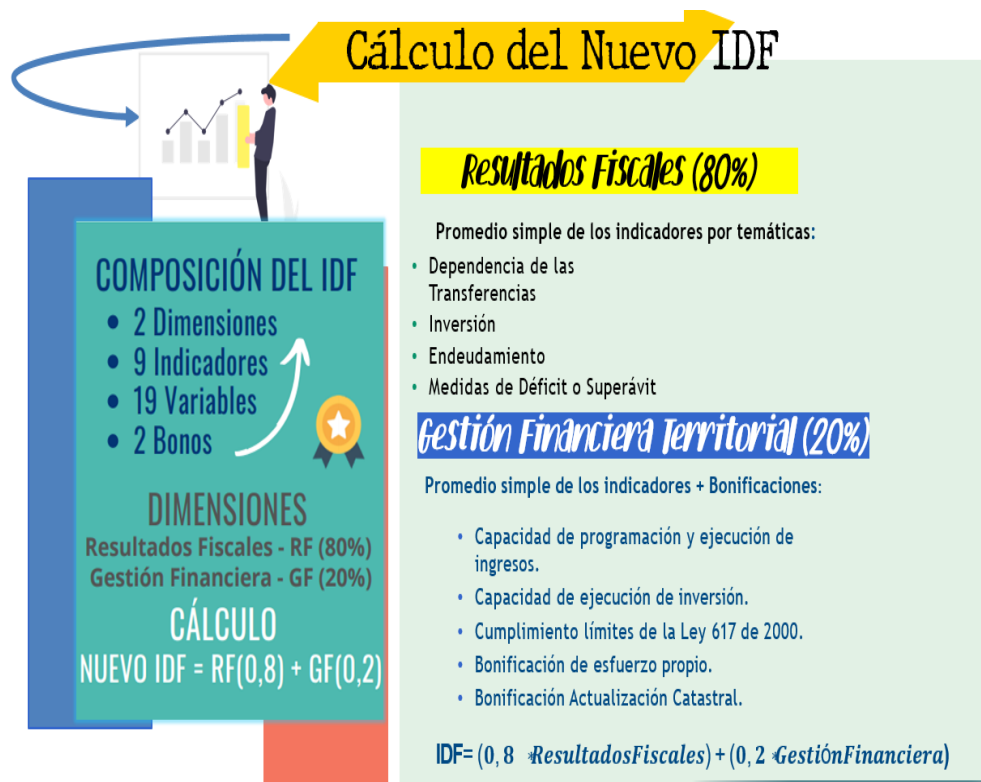 Cálculo del Nuevo IDF
COMPOSICIÓN DEL IDF
• 2 Dimensiones
• 9 Indicadores
• 19 Variables
• 2 Bonos
DIMENSIONES
Resultados Fiscales - RF (80%)
Gestión Financiera - GF (20%)
CÁLCULO
NUEVO IDF = RF(0,8) + GF(0,2)
Resultados Fiscales (80%)
Promedio simple de los indicadores por temáticas:
• Dependencia de las
Transferencias
• Inversión
• Endeudamiento
• Medidas de Déficit o Superávit
Gestión Financiera Territorial (20%)
Promedio simple de los indicadores + Bonificaciones:
• Capacidad de programación y ejecución de
ingresos.
• Capacidad de ejecución de inversión.
• Cumplimiento límites de la Ley 617 de 2000.
• Bonificación de esfuerzo propio.
• Bonificación Actualización Catastral.
IDF= (0, 8 *ResultadosFiscales) + (0, 2 *GestiónFinanciera)